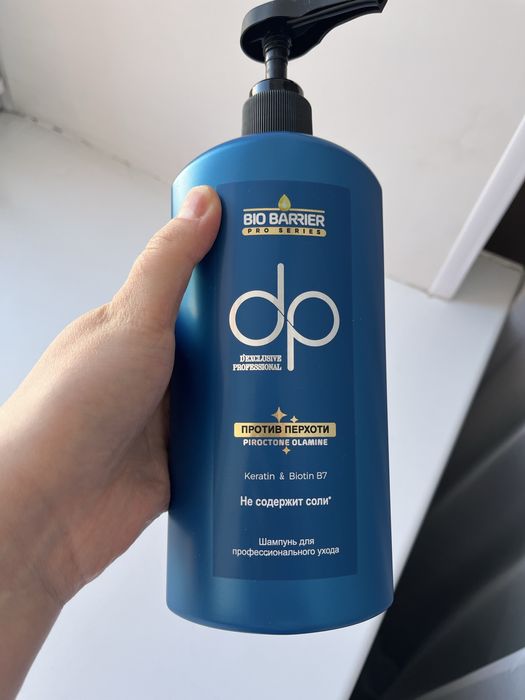 BIO BARRIER
PRO SERIES
dp
D'EXCLUSIVE
PROFESSIONAL
ПРОТИВ ПЕРХОТИ
PIROCTONE OLAMINE
Keratin & Biotin B7
Не содержит соли*
Шампунь для
профессионального ухода